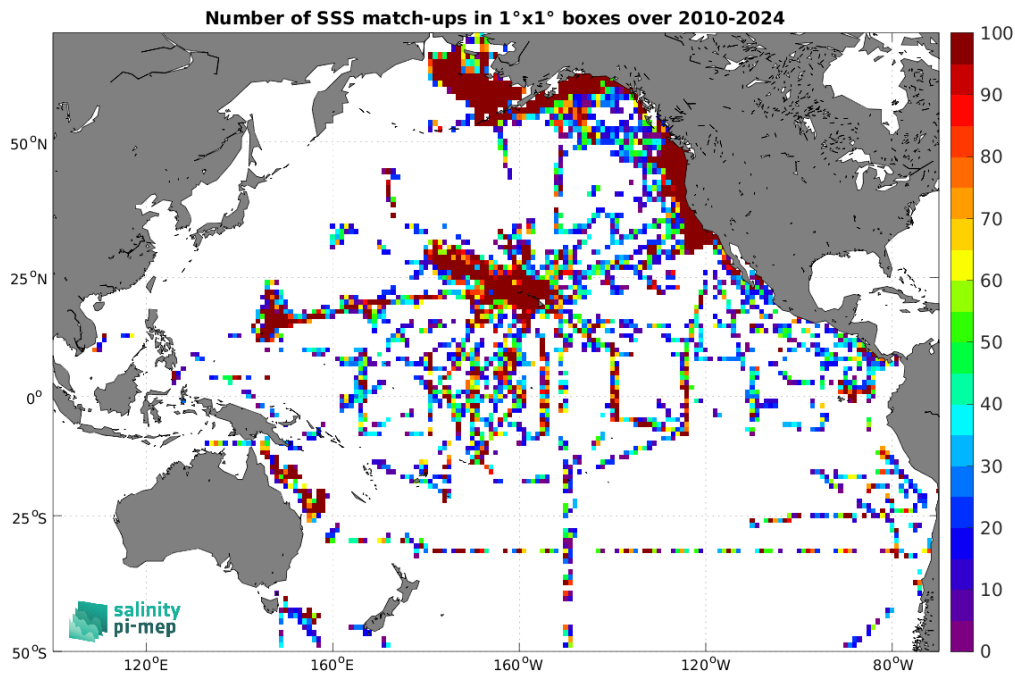 Number of SSS match-ups in 1°x1° boxes over 2010-2024
100
90
80
70
60
50
40
30
20
10
0
50°N
25°N
0°
25°S
50°S
120°E
160°E
160°W
120°W
80°W
salinity
pi-mep